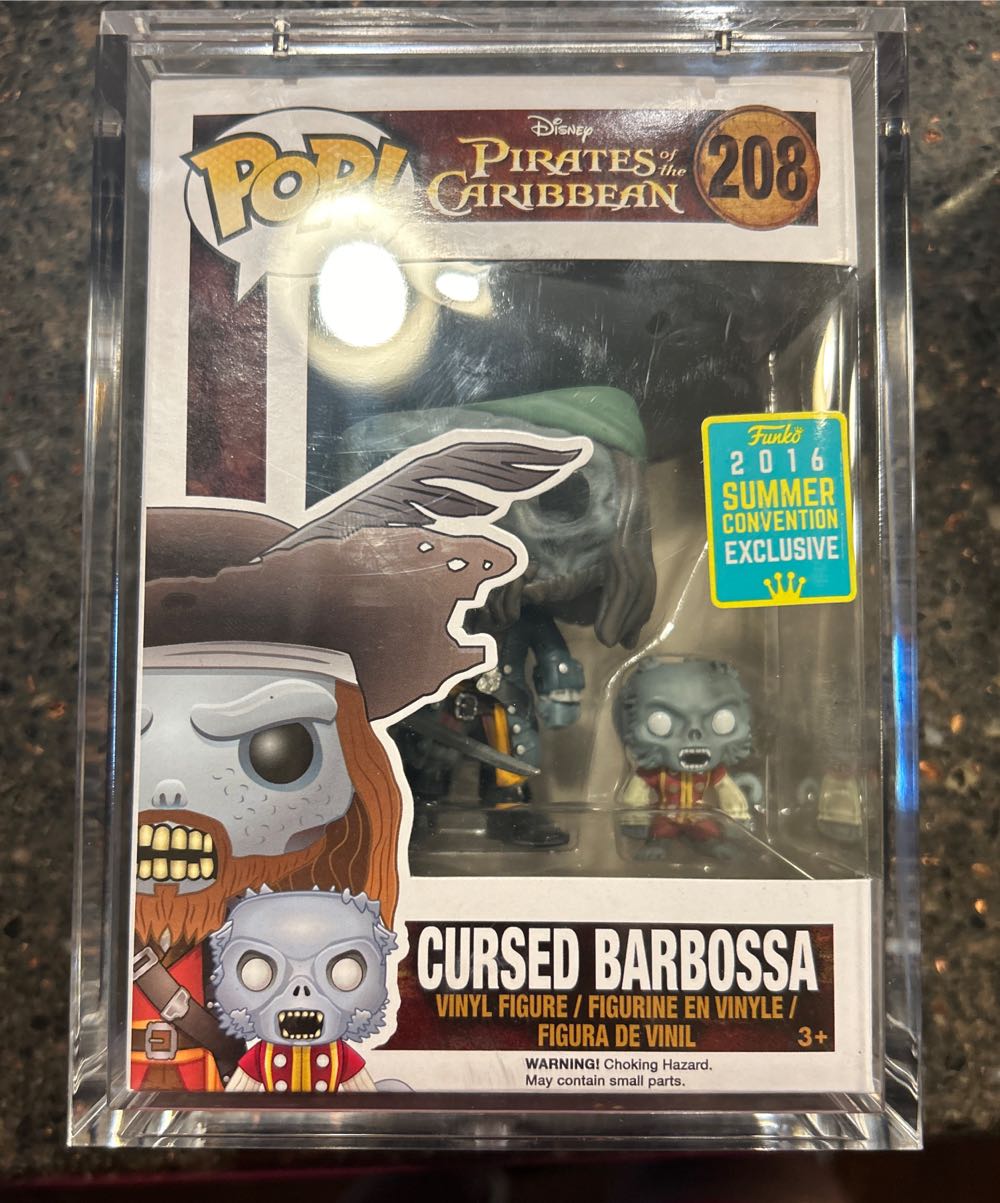 POP!
Disney
PIRATES of the
CARIBBEAN
208
Funko
2016
SUMMER
CONVENTION
EXCLUSIVE
CURSED BARBOSSA
VINYL FIGURE / FIGURINE EN VINYLE /
FIGURA DE VINIL
3+
WARNING! Choking Hazard.
May contain small parts.